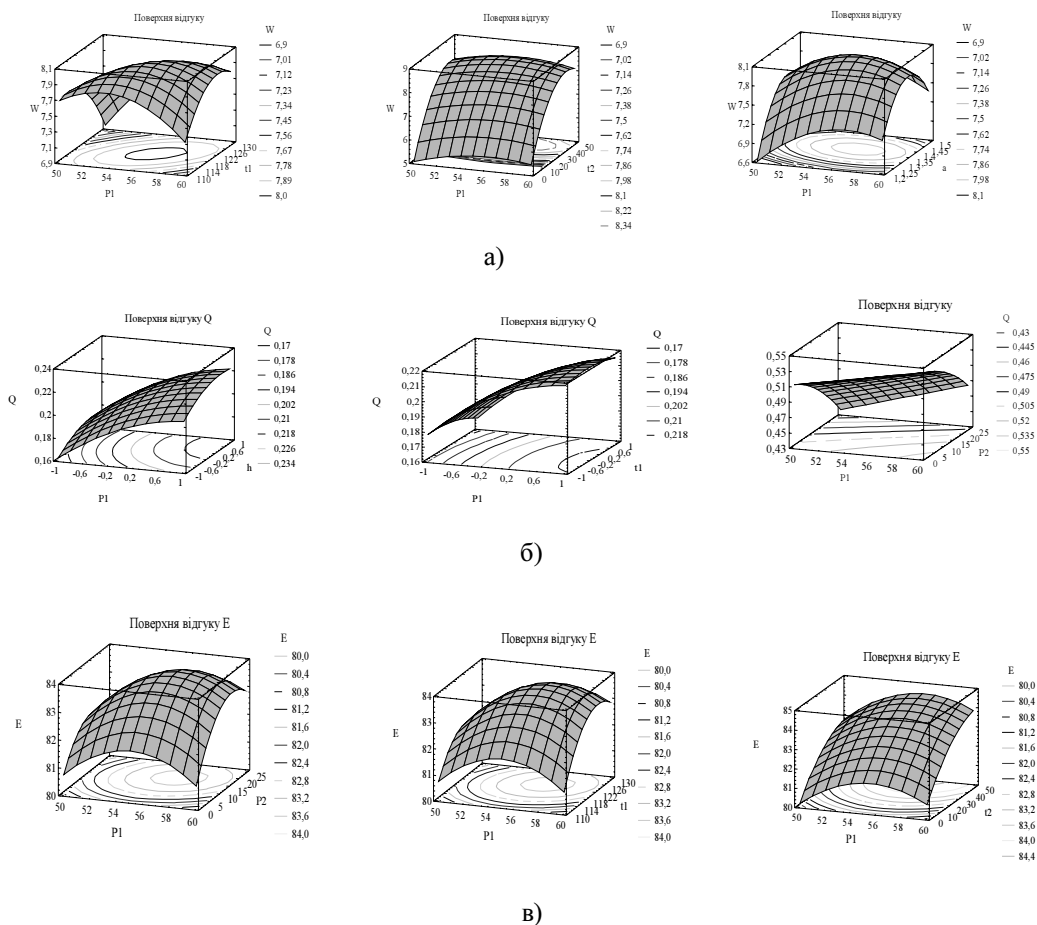 Поверхня відгуку
W
6,9
7,01
7,12
7,23
7,34
7,45
7,56
7,67
7,78
7,89
8,0
8,1
7,9
7,7
7,5
7,3
7,1
6,9
W
50 52 54 56 58 60
P1
110 114 118 122 126 130
t1
Поверхня відгуку
W
6,9
7,02
7,14
7,26
7,38
7,5
7,62
7,74
7,86
7,98
8,1
8,22
8,34
9
8
7
6
5
W
50 52 54 56 58 60
P1
0 10 20 30 40 50
t2
Поверхня відгуку
W
6,9
7,02
7,14
7,26
7,38
7,5
7,62
7,74
7,86
7,98
8,1
8,1
7,8
7,5
7,2
6,9
6,6
W
50 52 54 56 58 60
P1
1,2 1,25 1,3 1,35 1,4 1,45 1,5
a
а)
Поверхня відгуку Q
Q
0,17
0,178
0,186
0,194
0,202
0,21
0,218
0,226
0,234
0,24
0,22
0,2
0,18
0,16
Q
-1 -0,6 -0,2 0,2 0,6 1
P1
-1 -0,6 -0,2 0,2 0,6 1
h
Поверхня відгуку Q
Q
0,17
0,178
0,186
0,194
0,202
0,21
0,218
0,22
0,21
0,2
0,19
0,18
0,17
0,16
Q
-1 -0,6 -0,2 0,2 0,6 1
P1
-1 -0,6 -0,2 0,2 0,6 1
t1
Поверхня відгуку
Q
0,43
0,445
0,46
0,475
0,49
0,505
0,52
0,535
0,55
0,55
0,53
0,51
0,49
0,47
0,45
0,43
Q
50 52 54 56 58 60
P1
0 5 10 15 20 25
P2
б)
Поверхня відгуку E
E
80,0
80,4
80,8
81,2
81,6
82,0
82,4
82,8
83,2
83,6
84,0
84
83
82
81
80
E
50 52 54 56 58 60
P1
0 5 10 15 20 25
P2
Поверхня відгуку E
E
80,0
80,4
80,8
81,2
81,6
82,0
82,4
82,8
83,2
83,6
84,0
84
83
82
81
80
E
50 52 54 56 58 60
P1
110 114 118 122 126 130
t1
Поверхня відгуку E
E
80,0
80,4
80,8
81,2
81,6
82,0
82,4
82,8
83,2
83,6
84,0
84,4
85
84
83
82
81
80
E
50 52 54 56 58 60
P1
0 10 20 30 40 50
t2
в)